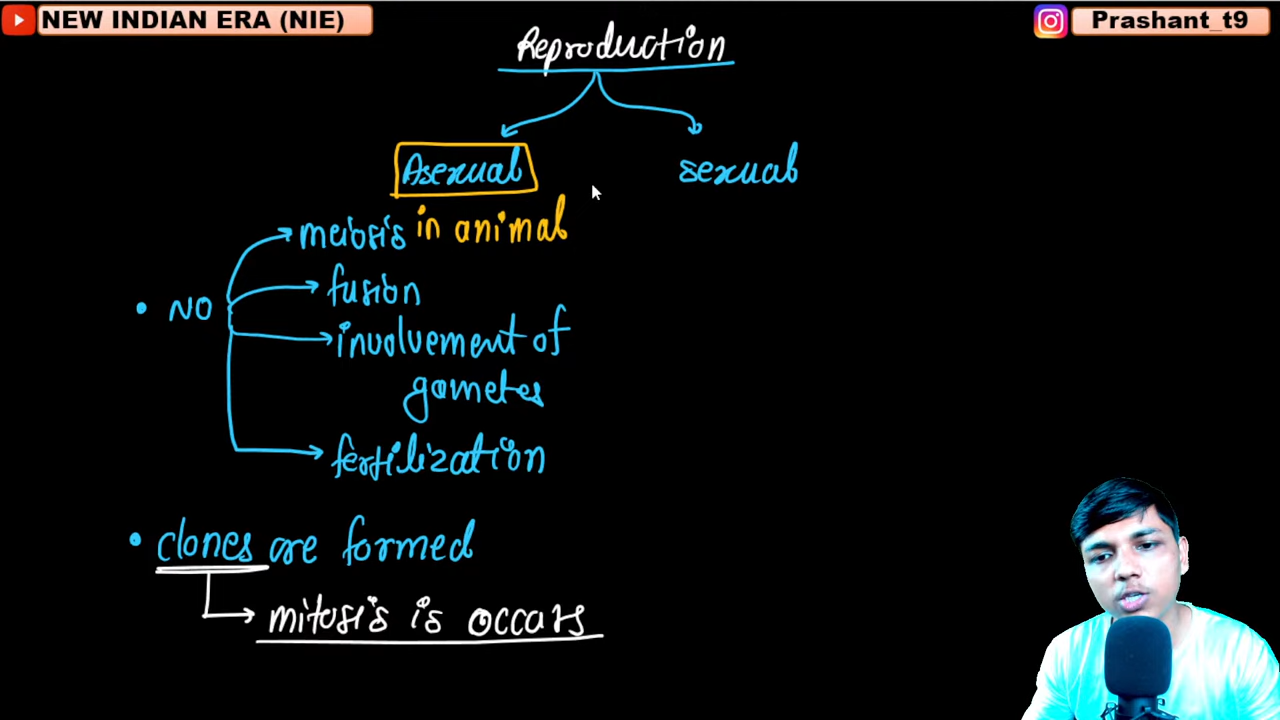 NEW INDIAN ERA (NIE)
Prashant_t9
Reproduction
Asexual
sexual
in animal
• NO
meiosis
fusion
involvement of
gametes
fertilization
• clones are formed
mitosis is occars